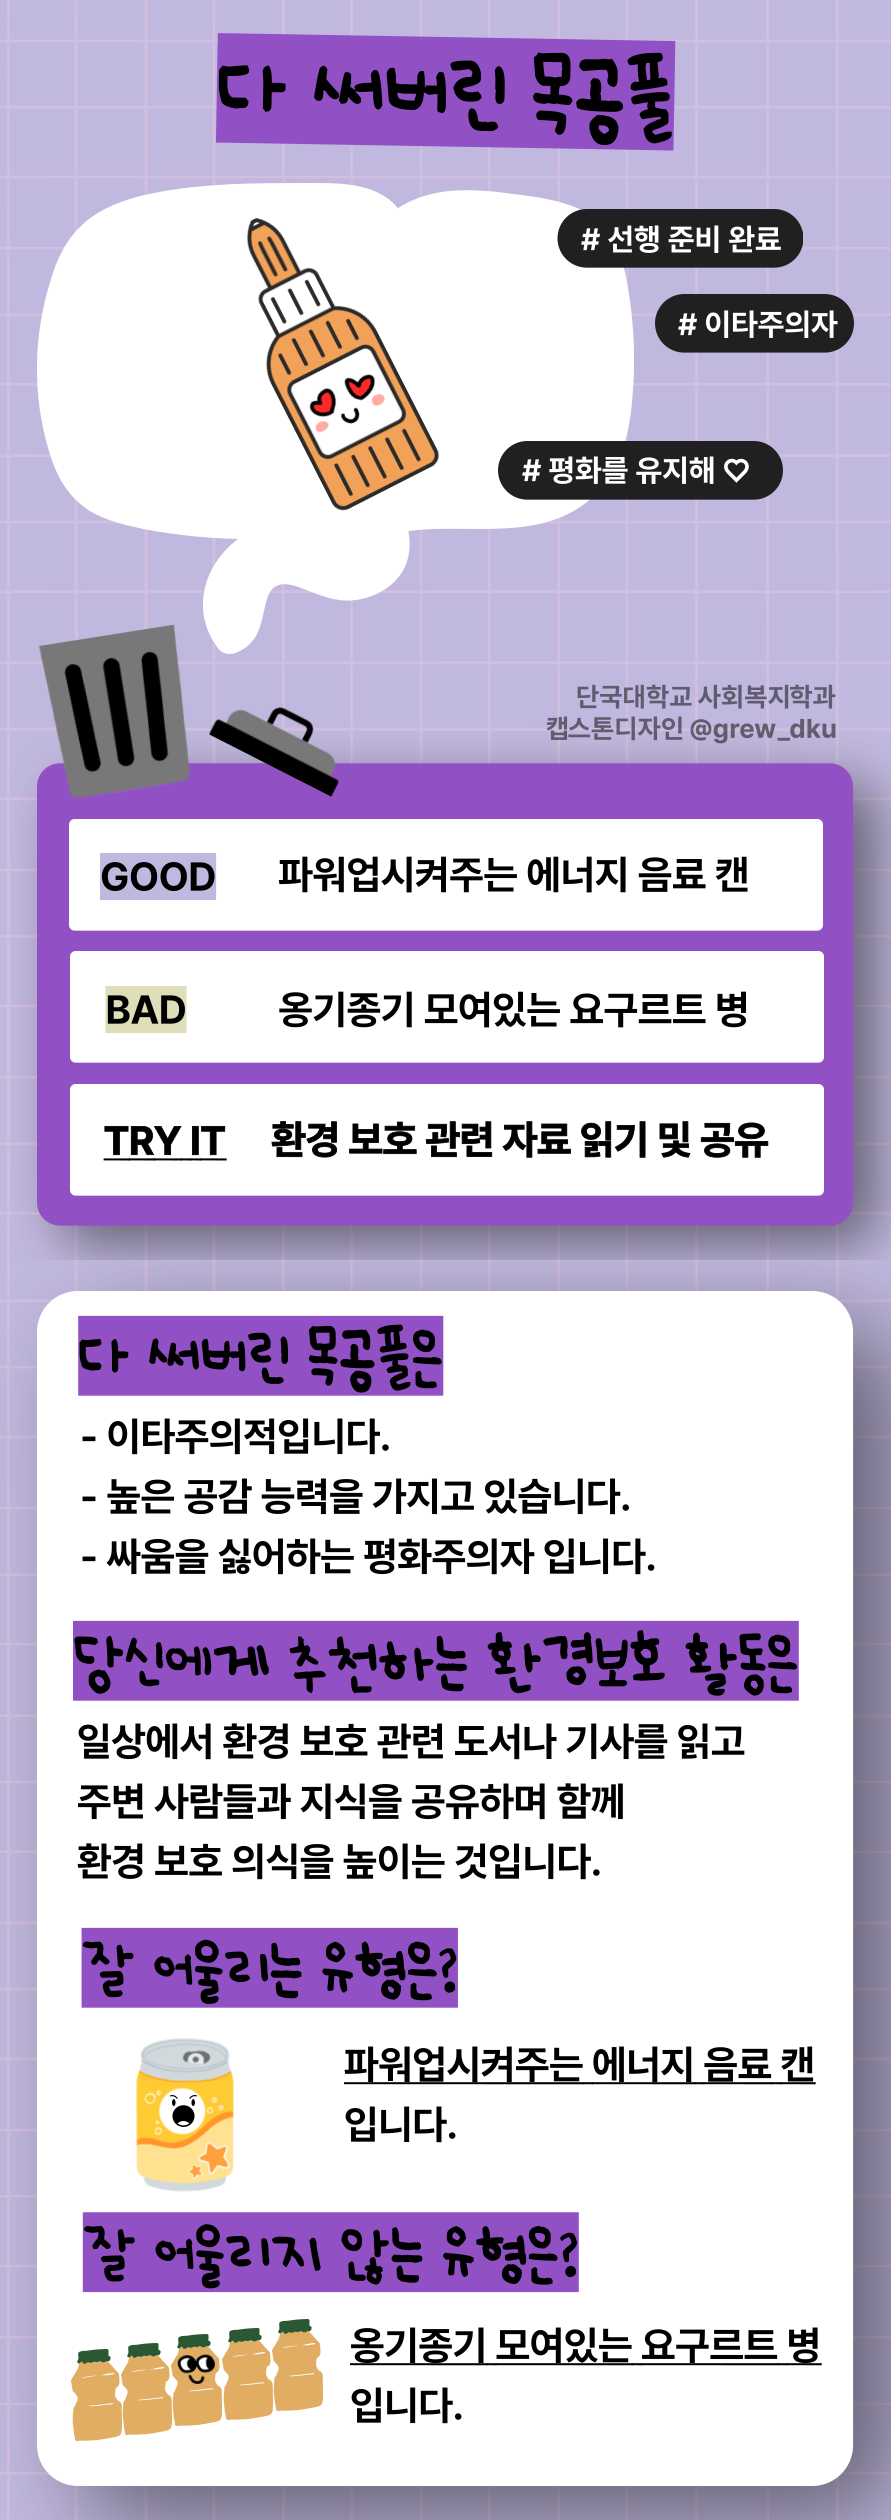 다 써버린 목공풀
# 선행 준비 완료
# 이타주의자
# 평화를 유지해 ♡
단국대학교 사회복지학과
캡스톤디자인 @grew_dku
GOOD 파워업시켜주는 에너지 음료 캔
BAD 옹기종기 모여있는 요구르트 병
TRY IT 환경 보호 관련 자료 읽기 및 공유
다 써버린 목공풀은
- 이타주의적입니다.
- 높은 공감 능력을 가지고 있습니다.
- 싸움을 싫어하는 평화주의자 입니다.
당신에게 추천하는 환경보호 활동은
일상에서 환경 보호 관련 도서나 기사를 읽고
주변 사람들과 지식을 공유하며 함께
환경 보호 의식을 높이는 것입니다.
잘 어울리는 유형은?
파워업시켜주는 에너지 음료 캔
입니다.
잘 어울리지 않는 유형은?
옹기종기 모여있는 요구르트 병
입니다.